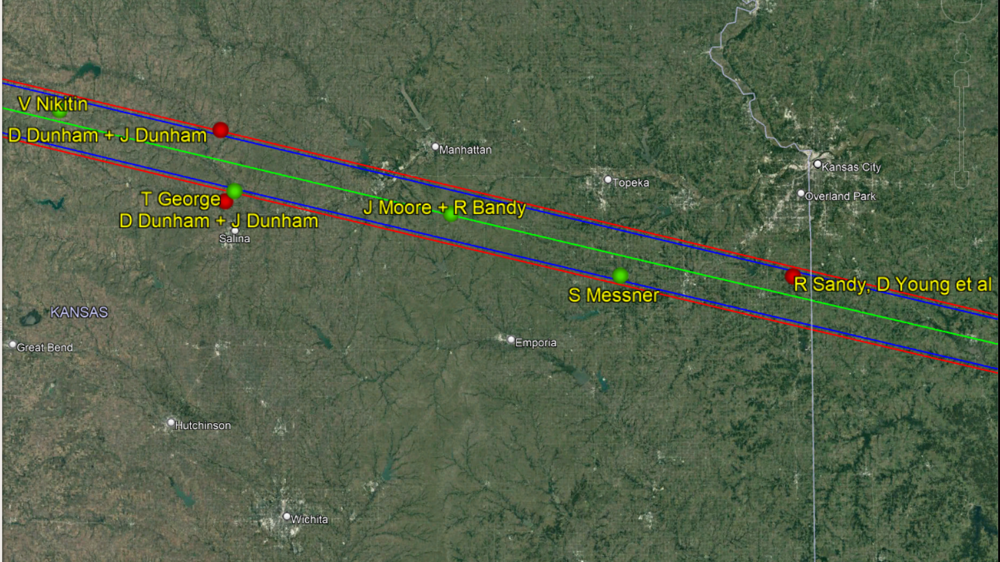 V Nikitin
D Dunham + J Dunham
Manhattan
Kansas City
Topeka
Overland Park
T George
J Moore + R Bandy
D Dunham + J Dunham
Salina
R Sandy, D Young et al
S Messner
KANSAS
Great Bend
Emporia
Hutchinson
Wichita